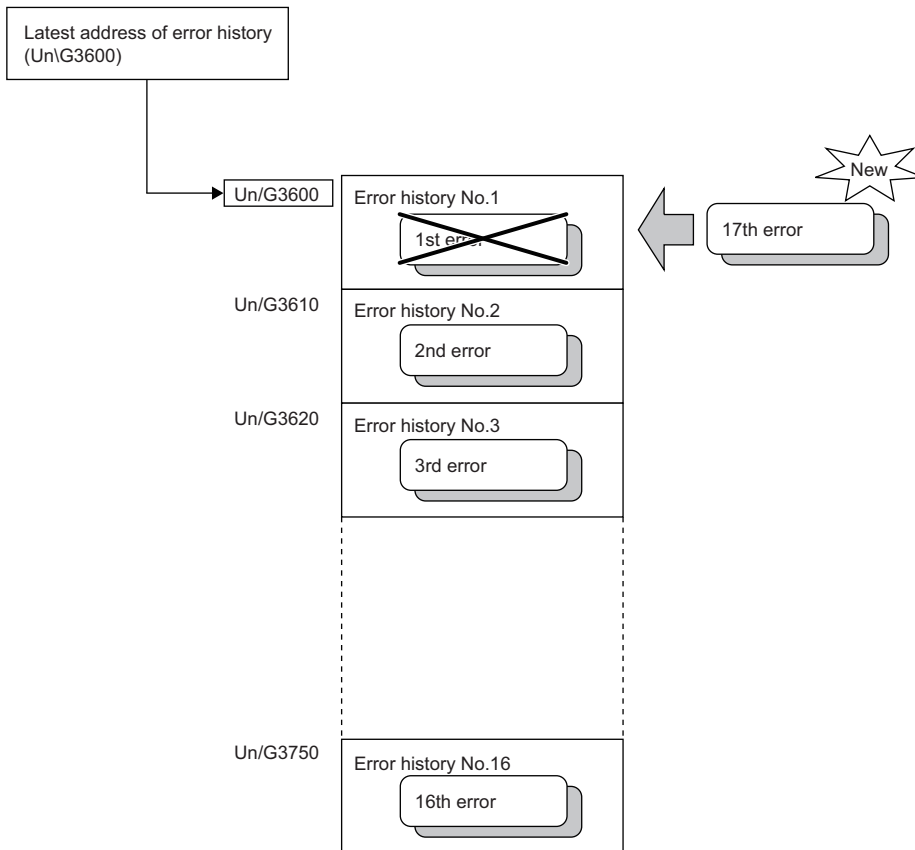 Latest address of error history
(Un\G3600)
New
Un/G3600
Error history No.1
1st error
17th error
Un/G3610
Error history No.2
2nd error
Un/G3620
Error history No.3
3rd error
Un/G3750
Error history No.16
16th error